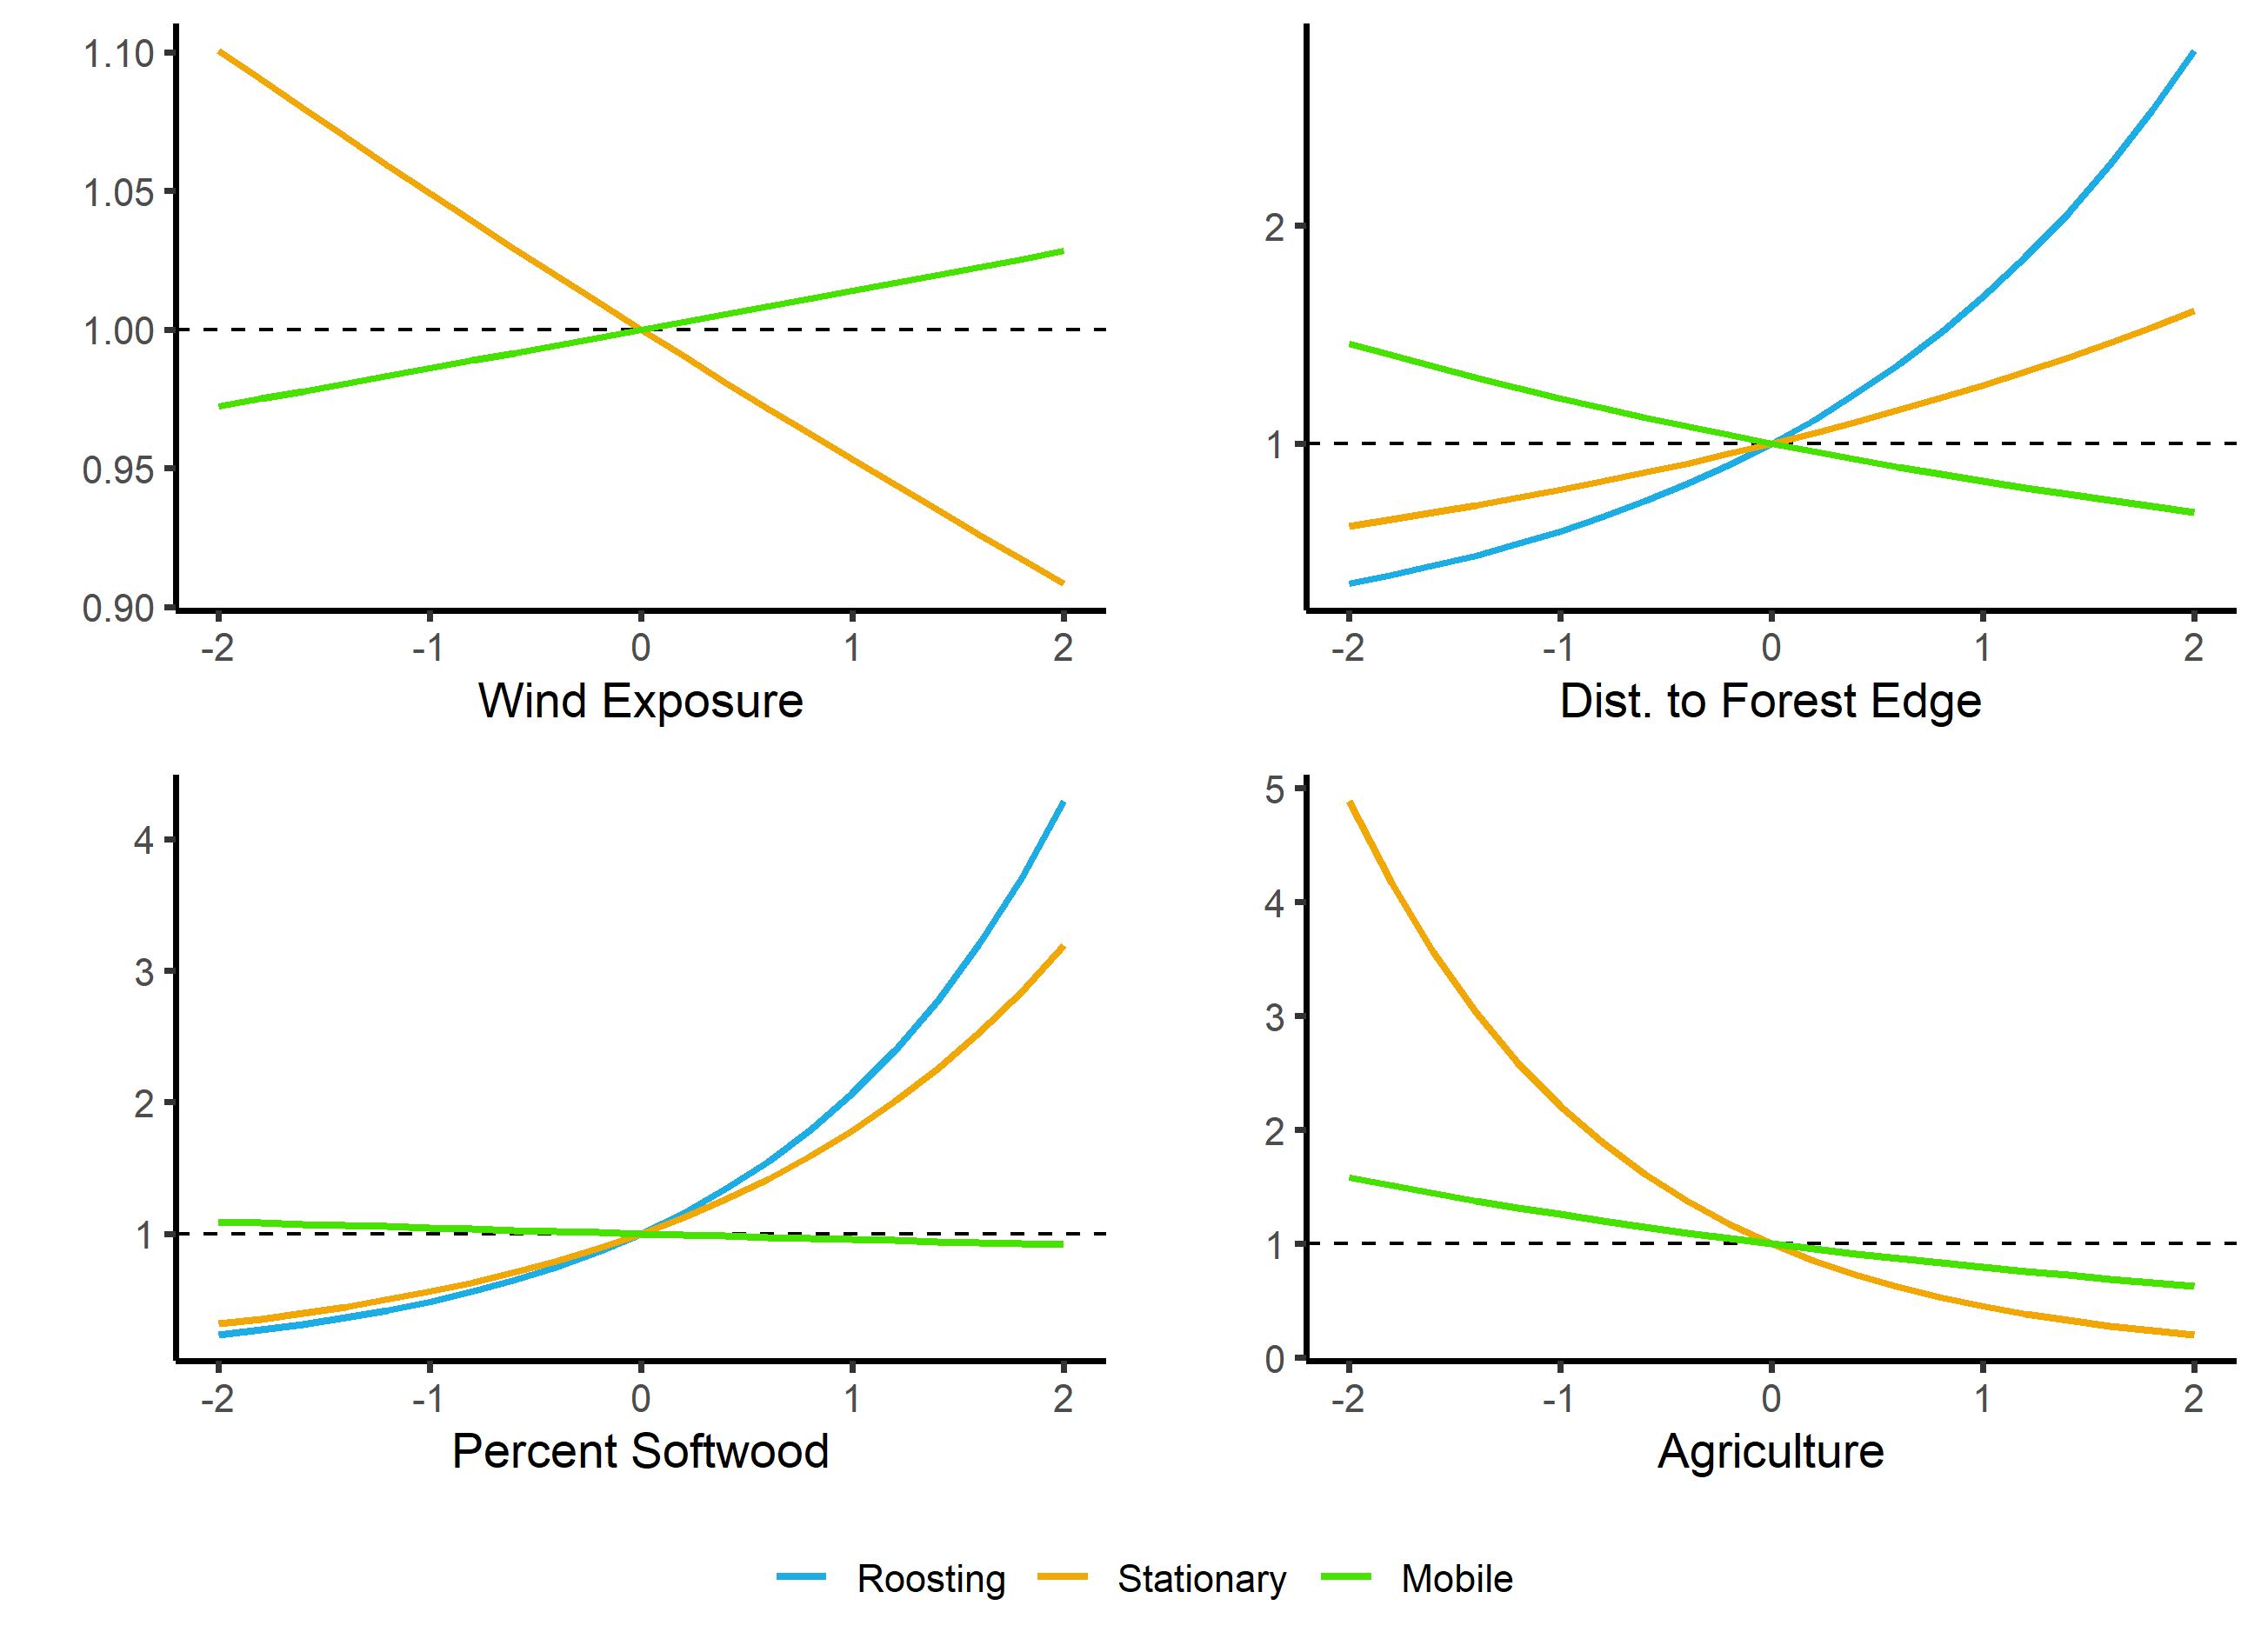 1.10
1.05
1.00
0.95
0.90
-2 -1 0 1 2
Wind Exposure
2
1
-2 -1 0 1 2
Dist. to Forest Edge
4
3
2
1
-2 -1 0 1 2
Percent Softwood
5
4
3
2
1
0
-2 -1 0 1 2
Agriculture
Roosting Stationary Mobile